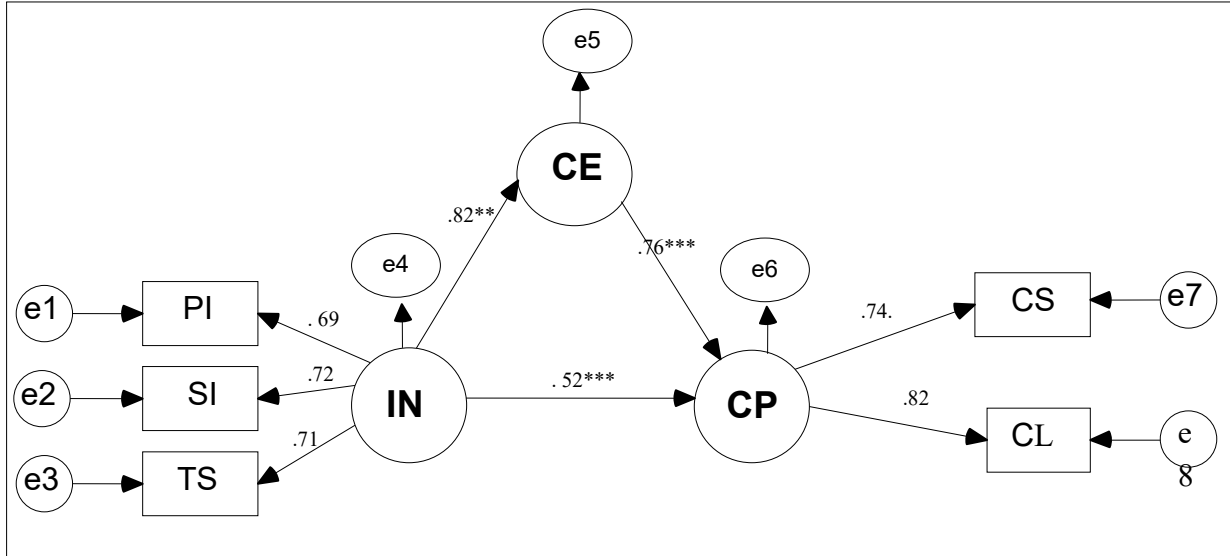 e5
CE
.82**
.76***
e4
e6
e1
PI
. 69
CS
e7
.74.
e2
SI
.72
IN
. 52***
CP
.82
CL
e
8
.71
e3
TS